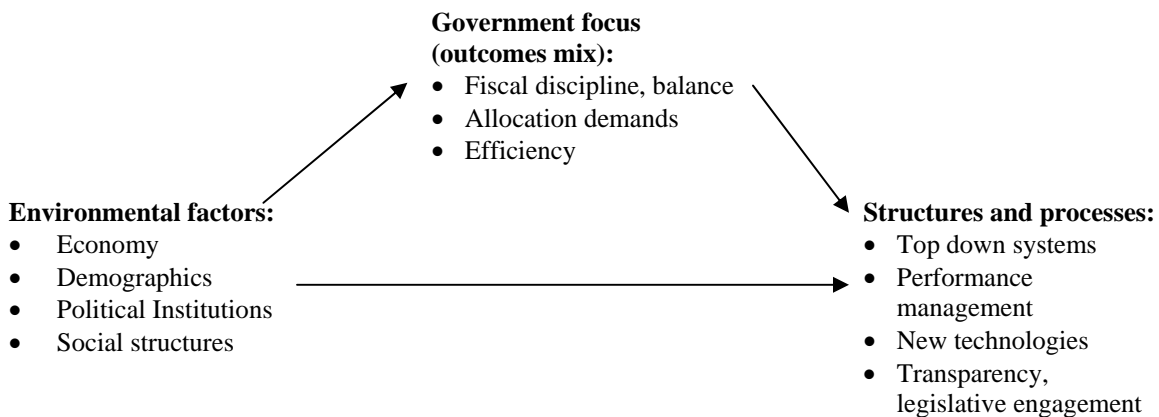 Government focus
(outcomes mix):
• Fiscal discipline, balance
• Allocation demands
• Efficiency
Environmental factors:
• Economy
• Demographics
• Political Institutions
• Social structures
Structures and processes:
• Top down systems
• Performance
management
• New technologies
• Transparency,
legislative engagement